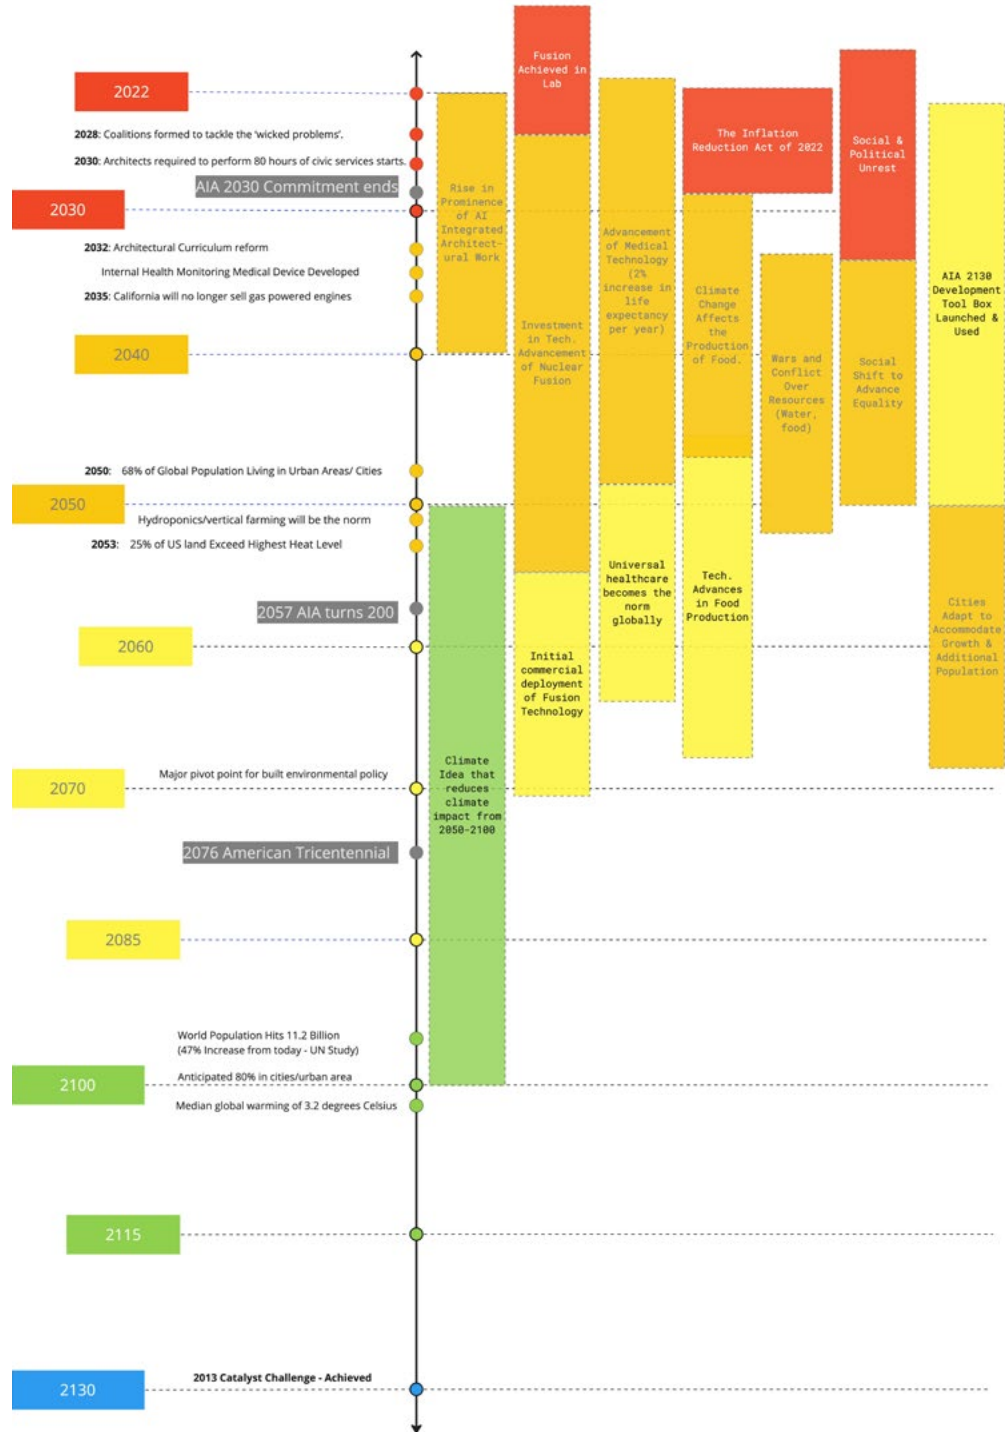 2022
2028: Coalitions formed to tackle the 'wicked problems'.
2030: Architects required to perform 80 hours of civic services starts.
AIA 2030 Commitment ends
2030
2032: Architectural Curriculum reform
Internal Health Monitoring Medical Device Developed
2035: California will no longer sell gas powered engines
2040
2050: 68% of Global Population Living in Urban Areas/ Cities
2050
Hydroponics/vertical farming will be the norm
2053: 25% of US land Exceed Highest Heat Level
2057 AIA turns 200
2060
Major pivot point for built environmental policy
2070
2076 American Tricentennial
2085
World Population Hits 11.2 Billion
(47% Increase from today - UN Study)
Anticipated 80% in cities/urban area
2100
Median global warming of 3.2 degrees Celsius
2115
2013 Catalyst Challenge - Achieved
2130
Rise in
Prominence
of AI
Integrated
Architect-
ural Work
Climate
Idea that
reduces
climate
impact from
2050-2100
Fusion
Achieved in
Lab
Investment
in Tech.
Advancement
of Nuclear
Fusion
Initial
commercial
deployment
of Fusion
Technology
Advancement
of Medical
Technology
(2%
increase in
life
expectancy
per year)
Universal
healthcare
becomes the
norm
globally
The Inflation
Reduction Act of 2022
Climate
Change
Affects
the
Production
of Food.
Tech.
Advances
in Food
Production
Wars and
Conflict
Over
Resources
(Water,
food)
Social &
Political
Unrest
Social
Shift to
Advance
Equality
AIA 2130
Development
Tool Box
Launched &
Used
Cities
Adapt to
Accommodate
Growth &
Additional
Population